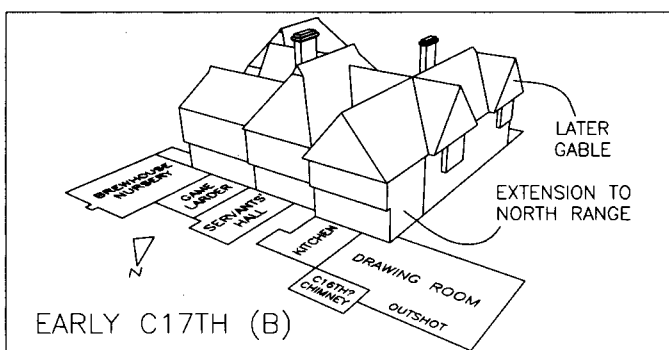 LATER
GABLE
EXTENSION TO
NORTH RANGE
BREWHOUSE
NURSERY
GAME
LARDER
SERVANTS'
HALL
KITCHEN
DRAWING ROOM
C16TH?
CHIMNEY
OUTSHOT
N
EARLY C17TH (B)